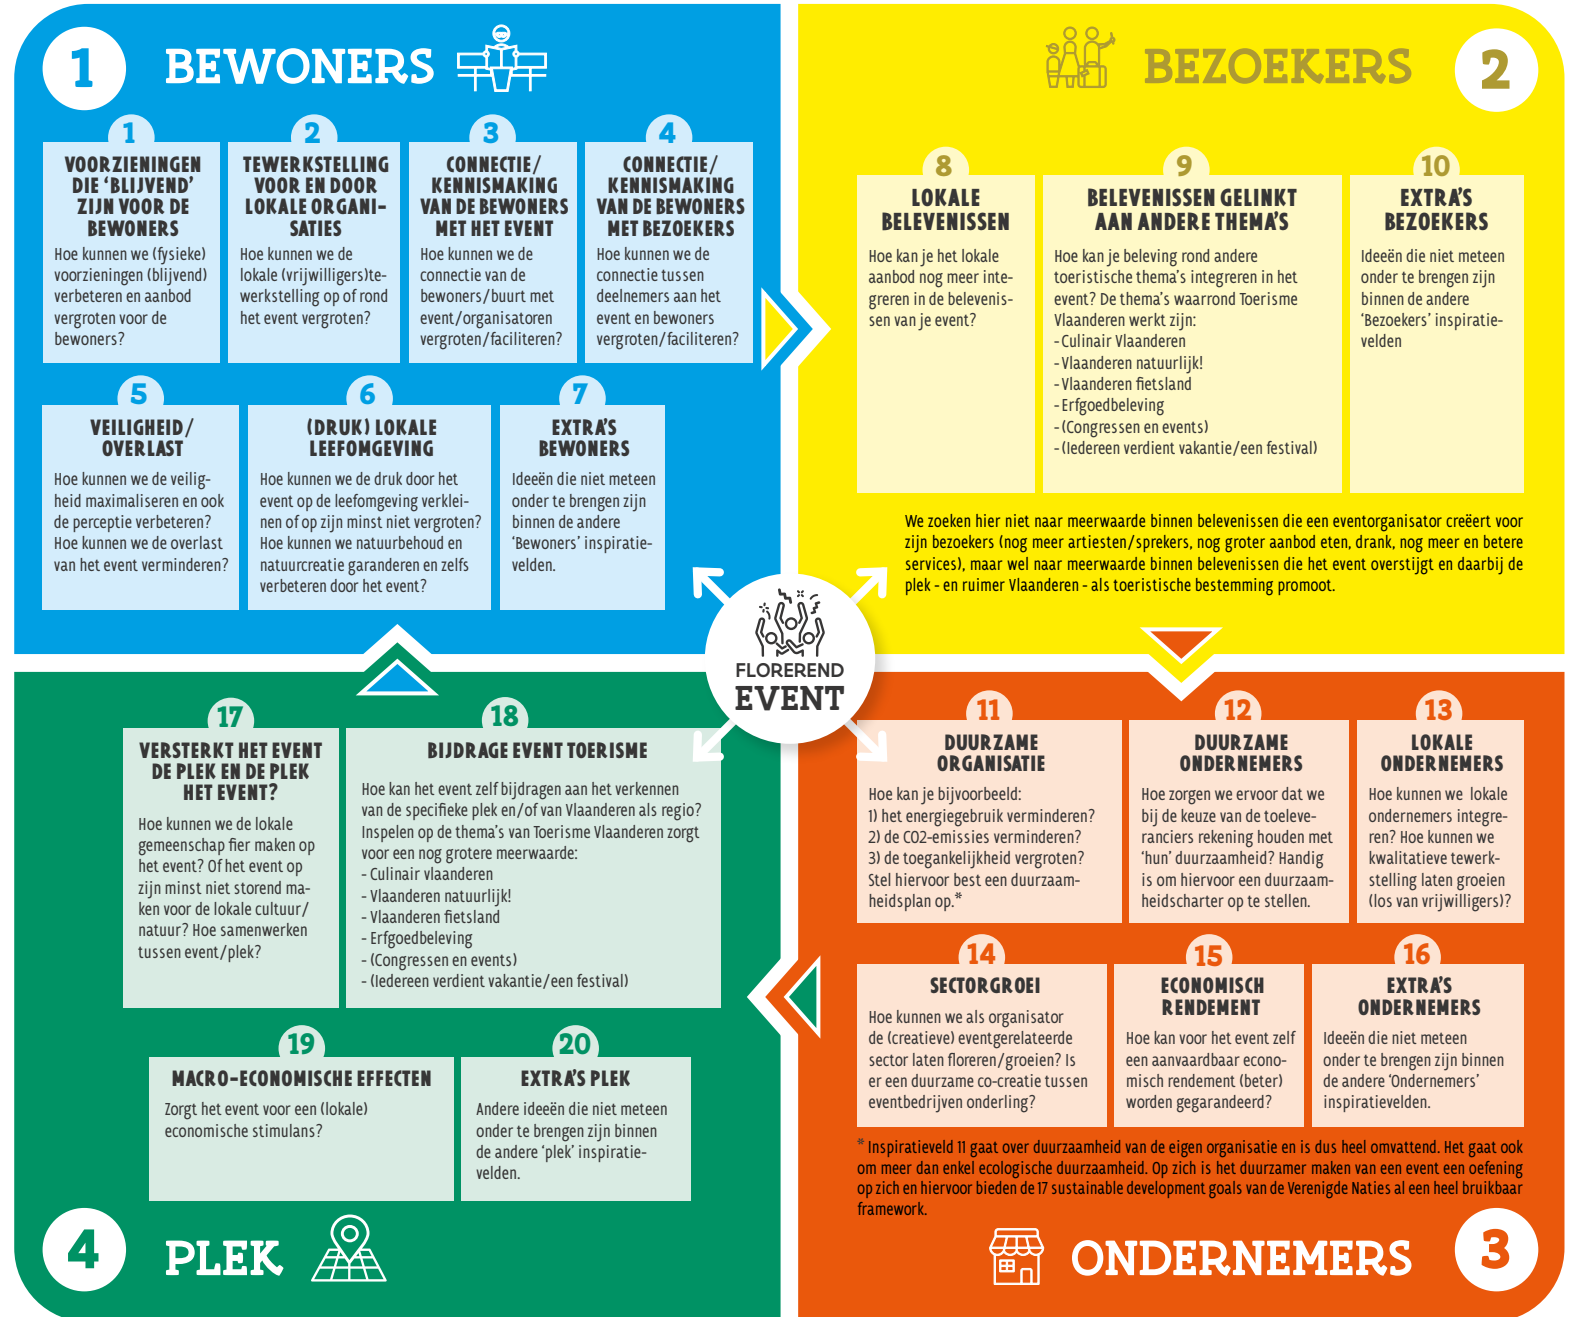 1
BEWONERS
1
VOORZIENINGEN
DIE ‘BLIJVEND’
ZIJN VOOR DE
BEWONERS
Hoe kunnen we (fysieke)
voorzieningen (blijvend)
verbeteren en aanbod
vergroten voor de
bewoners?
2
TEWERKSTELLING
VOOR EN DOOR
LOKALE ORGANI-
SATIES
Hoe kunnen we de
lokale (vrijwilligers)te-
werkstelling op of rond
het event vergroten?
3
CONNECTIE/
KENNISMAKING
VAN DE BEWONERS
MET HET EVENT
Hoe kunnen we de
connectie van de
bewoners/buurt met
event/organisatoren
vergroten/faciliteren?
4
CONNECTIE/
KENNISMAKING
VAN DE BEWONERS
MET BEZOEKERS
Hoe kunnen we de
connectie tussen
deelnemers aan het
event en bewoners
vergroten/faciliteren?
5
VEILIGHEID/
OVERLAST
Hoe kunnen we de veilig-
heid maximaliseren en ook
de perceptie verbeteren?
Hoe kunnen we de overlast
van het event verminderen?
6
(DRUK) LOKALE
LEEFOMGEVING
Hoe kunnen we de druk door het
event op de leefomgeving verklei-
nen of op zijn minst niet vergroten?
Hoe kunnen we natuurbehoud en
natuurcreatie garanderen en zelfs
verbeteren door het event?
7
EXTRA’S
BEWONERS
Ideeën die niet meteen
onder te brengen zijn
binnen de andere
‘Bewoners’ inspiratie-
velden.
BEZOEKERS
2
8
LOKALE
BELEVENISSEN
Hoe kan je het lokale
aanbod nog meer inte-
greren in de belevenis-
sen van je event?
9
BELEVENISSEN GELINKT
AAN ANDERE THEMA’S
Hoe kan je beleving rond andere
toeristische thema’s integreren in het
event? De thema’s waarrond Toerisme
Vlaanderen werkt zijn:
- Culinair Vlaanderen
- Vlaanderen natuurlijk!
- Vlaanderen fietsland
- Erfgoedbeleving
- (Congressen en events)
- (Iedereen verdient vakantie/een festival)
10
EXTRA’S
BEZOEKERS
Ideeën die niet meteen
onder te brengen zijn
binnen de andere
‘Bezoekers’ inspiratie-
velden
We zoeken hier niet naar meerwaarde binnen belevenissen die een eventorganisator creëert voor
zijn bezoekers (nog meer artiesten/sprekers, nog groter aanbod eten, drank, nog meer en betere
services), maar wel naar meerwaarde binnen belevenissen die het event overstijgt en daarbij de
plek - en ruimer Vlaanderen - als toeristische bestemming promoot.
FLOREREND
EVENT
11
DUURZAME
ORGANISATIE
Hoe kan je bijvoorbeeld:
1) het energiegebruik verminderen?
2) de CO2-emissies verminderen?
3) de toegankelijkheid vergroten?
Stel hiervoor best een duurzaam-
heidsplan op.*
12
DUURZAME
ONDERNEMERS
Hoe zorgen we ervoor dat we
bij de keuze van de toeleve-
ranciers rekening houden met
‘hun’ duurzaamheid? Handig
is om hiervoor een duurzaam-
heidscharter op te stellen.
13
LOKALE
ONDERNEMERS
Hoe kunnen we lokale
ondernemers integre-
ren? Hoe kunnen we
kwalitatieve tewerk-
stelling laten groeien
(los van vrijwilligers)?
14
SECTORGROEI
Hoe kunnen we als organisator
de (creatieve) eventgerelateerde
sector laten floreren/groeien? Is
er een duurzame co-creatie tussen
eventbedrijven onderling?
15
ECONOMISCH
RENDEMENT
Hoe kan voor het event zelf
een aanvaardbaar econo-
misch rendement (beter)
worden gegarandeerd?
16
EXTRA’S
ONDERNEMERS
Ideeën die niet meteen
onder te brengen zijn binnen
de andere ‘Ondernemers’
inspiratievelden.
* Inspiratieveld 11 gaat over duurzaamheid van de eigen organisatie en is dus heel omvattend. Het gaat ook
om meer dan enkel ecologische duurzaamheid. Op zich is het duurzamer maken van een event een oefening
op zich en hiervoor bieden de 17 sustainable development goals van de Verenigde Naties al een heel bruikbaar
framework.
ONDERNEMERS
3
17
VERSTERKT HET EVENT
DE PLEK EN DE PLEK
HET EVENT?
Hoe kunnen we de lokale
gemeenschap fier maken op
het event? Of het event op
zijn minst niet storend ma-
ken voor de lokale cultuur/
natuur? Hoe samenwerken
tussen event/plek?
18
BIJDRAGE EVENT TOERISME
Hoe kan het event zelf bijdragen aan het verkennen
van de specifieke plek en/of van Vlaanderen als regio?
Inspelen op de thema’s van Toerisme Vlaanderen zorgt
voor een nog grotere meerwaarde:
- Culinair vlaanderen
- Vlaanderen natuurlijk!
- Vlaanderen fietsland
- Erfgoedbeleving
- (Congressen en events)
- (Iedereen verdient vakantie/een festival)
19
MACRO-ECONOMISCHE EFFECTEN
Zorgt het event voor een (lokale)
economische stimulans?
20
EXTRA’S PLEK
Andere ideeën die niet meteen
onder te brengen zijn binnen
de andere ‘plek’ inspiratie-
velden.
4
PLEK